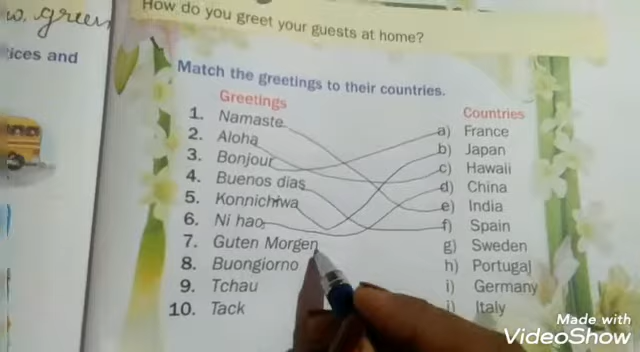 w. green
ices and
How do you greet your guests at home?
Match the greetings to their countries.
Greetings
1. Namaste
2. Aloha
3. Bonjour
4. Buenos dias
5. Konnichiwa
6. Ni hao
7. Guten Morgen
8. Buongiorno
9. Tchau
10. Tack
Countries
a) France
b) Japan
c) Hawali
d) China
e) India
f) Spain
g) Sweden
h) Portugal
i) Germany
j) Italy
Made with
VideoShow